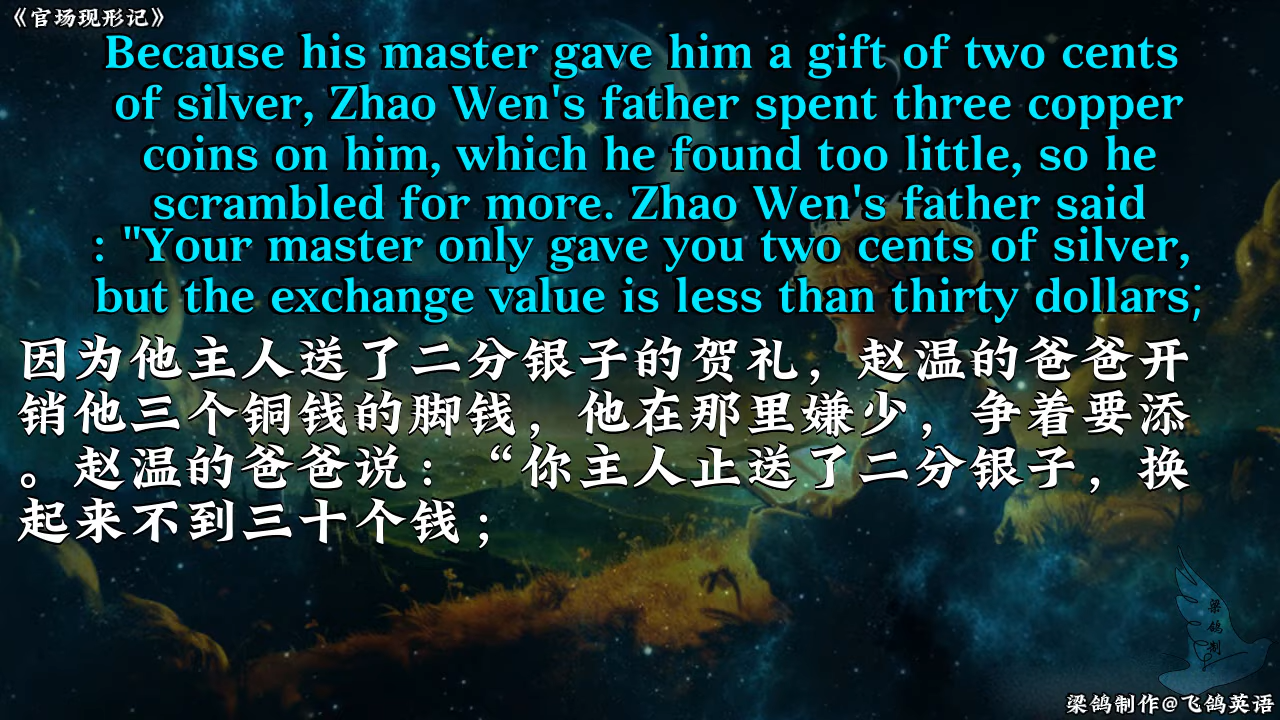 《官场现形记》
Because his master gave him a gift of two cents
of silver, Zhao Wen's father spent three copper
coins on him, which he found too little, so he
scrambled for more. Zhao Wen's father said
: "Your master only gave you two cents of silver,
but the exchange value is less than thirty dollars;
因为他主人送了二分银子的贺礼，赵温的爸爸开
销他三个铜钱的脚钱，他在那里嫌少，争着要添
。赵温的爸爸说：“你主人止送了二分银子，换
起来不到三十个钱；
梁鸽制
梁鸽制作@飞鸽英语